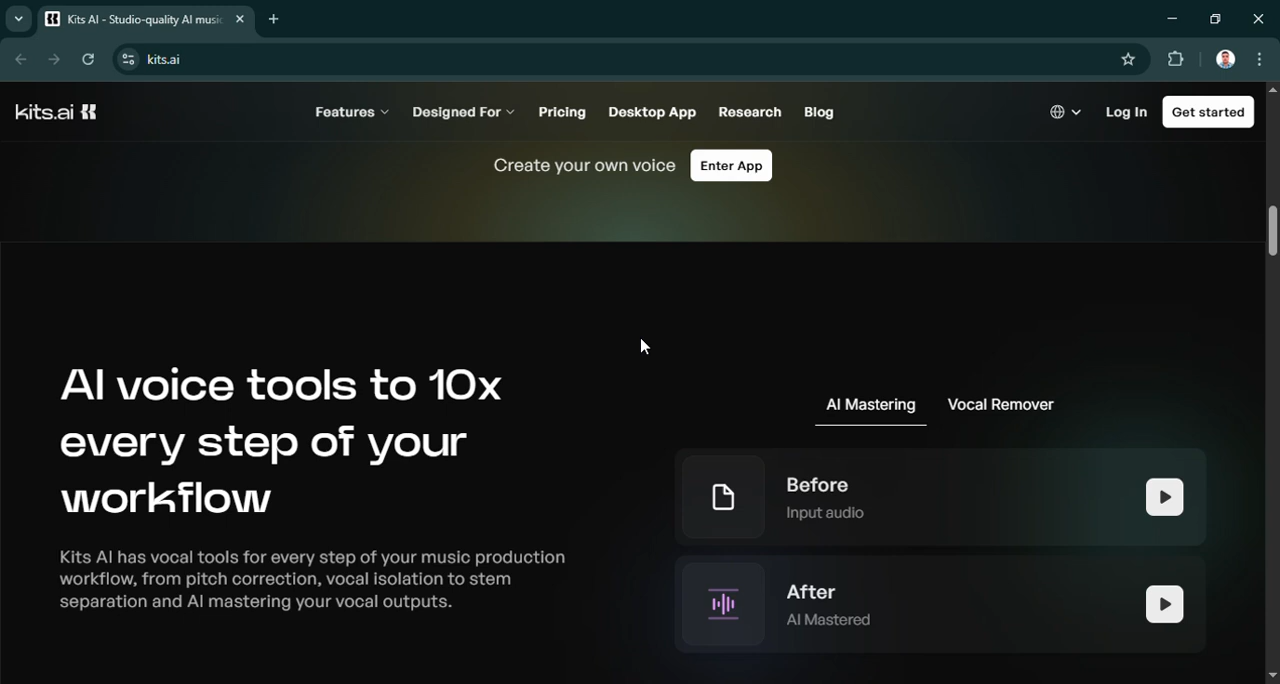 Kits AI - Studio-quality AI musi
kits.ai
kits.ai
Features
Designed For
Pricing
Desktop App
Research
Blog
Log In
Get started
Create your own voice
Enter App
AI voice tools to 10x
every step of your
workflow
Kits AI has vocal tools for every step of your music production
workflow, from pitch correction, vocal isolation to stem
separation and AI mastering your vocal outputs.
AI Mastering
Vocal Remover
Before
Input audio
After
AI Mastered